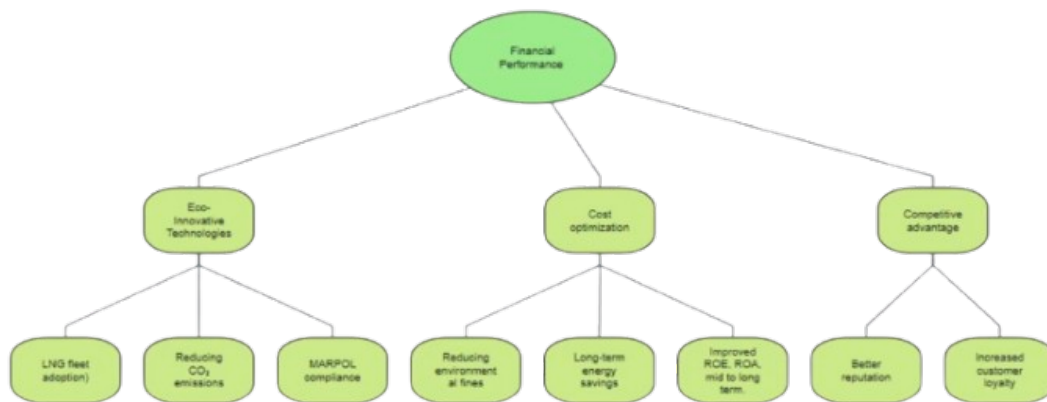 Financial
Performance
Eco-
Innovative
Technologies
Cost
optimization
Competitive
advantage
LNG fleet
adoption)
Reducing
CO₂
emissions
MARPOL
compliance
Reducing
environment
al fines
Long-term
energy
savings
Improved
ROE, ROA,
mid to long
term.
Better
reputation
Increased
customer
loyalty